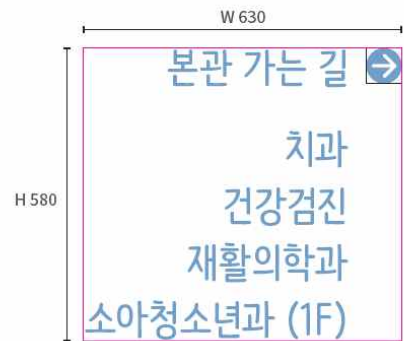 W 630
H 580
본관 가는 길
치과
건강검진
재활의학과
소아청소년과 (1F)